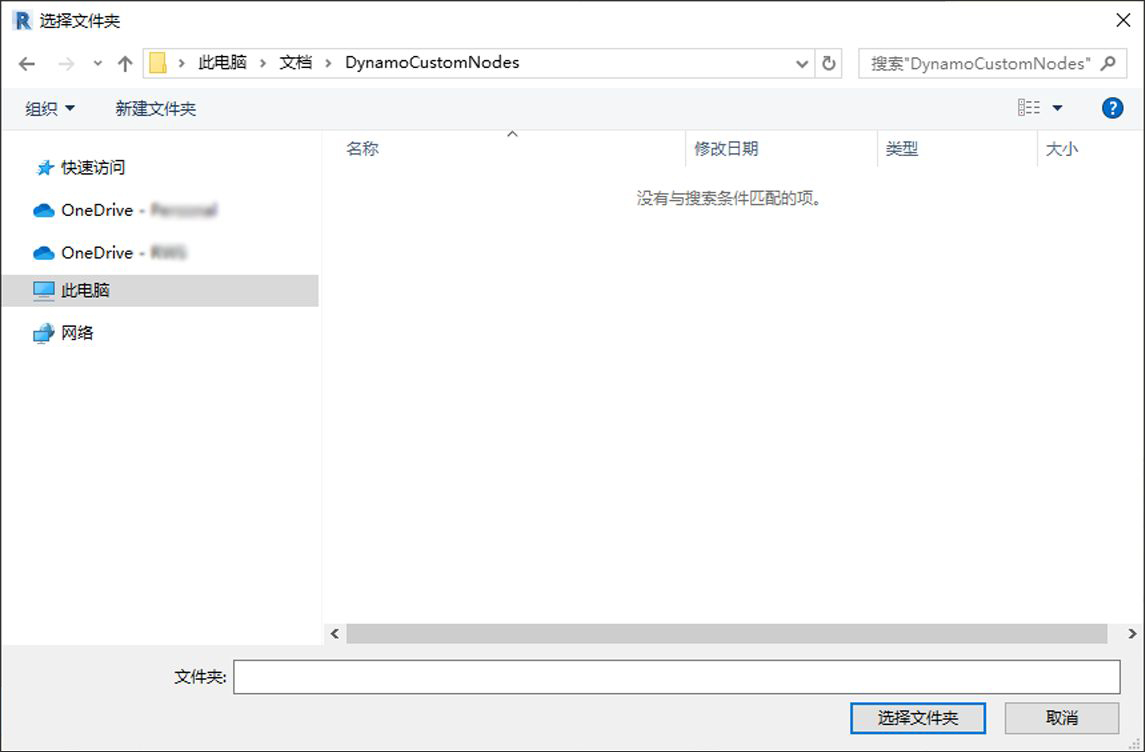 选择文件夹
此电脑 > 文档 > DynamoCustomNodes
搜索"DynamoCustomNodes"
组织
新建文件夹
名称
修改日期
类型
大小
快速访问
没有与搜索条件匹配的项。
OneDrive -
OneDrive -
此电脑
网络
文件夹:
选择文件夹
取消